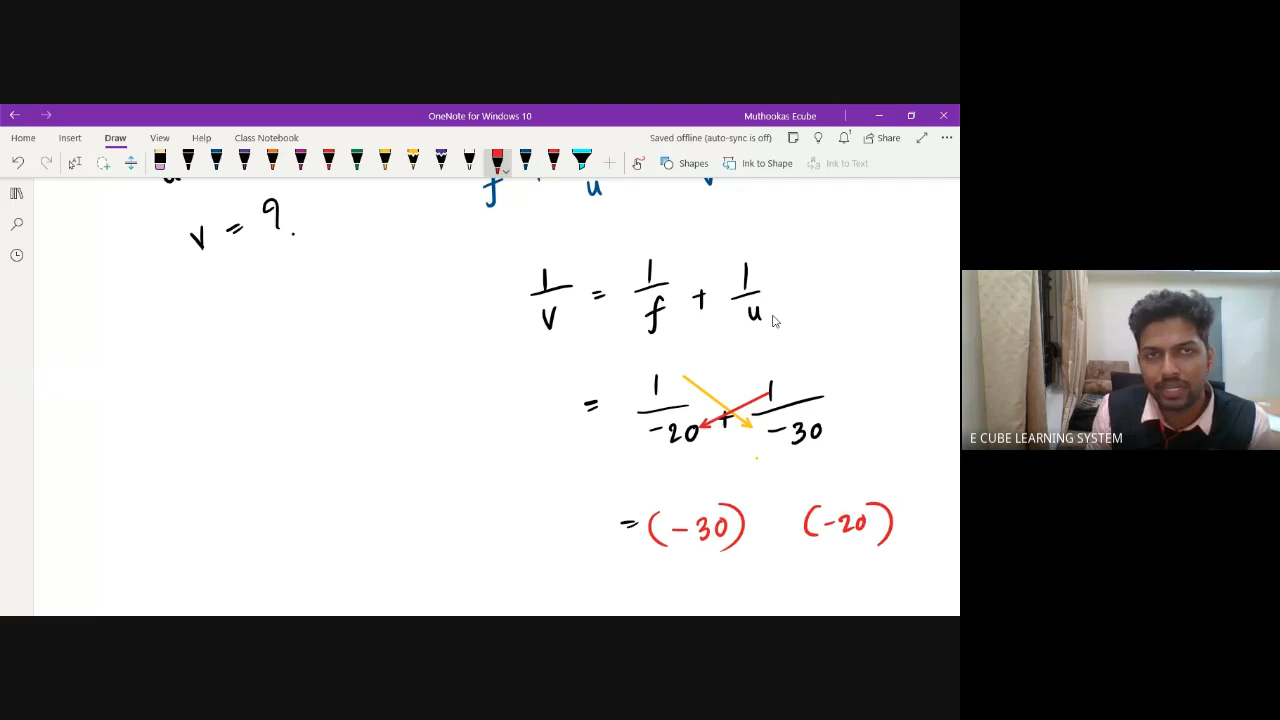 OneNote for Windows 10
Muthookas Ecube
Home Insert Draw View Help Class Notebook
Saved offline (auto-sync is off)
Share
Shapes
Ink to Shape
Ink to Text
f u v
v = ?
1/v = 1/f + 1/u
= 1/-20 + 1/-30
= (-30) (-20)
E CUBE LEARNING SYSTEM